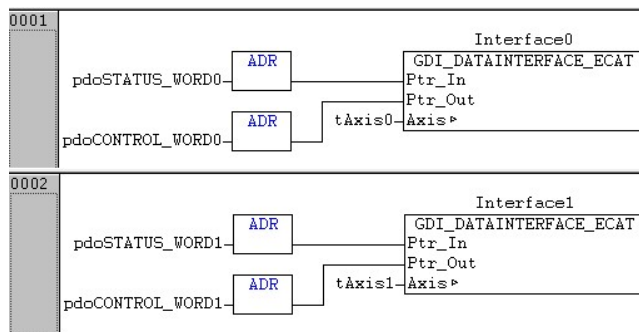 0001
Interface0
ADR GDI_DATAINTERFACE_ECAT
pdoSTATUS_WORD0 Ptr_In
Ptr_Out
ADR
pdoCONTROL_WORD0 tAxis0 Axis▹
0002
Interface1
ADR GDI_DATAINTERFACE_ECAT
pdoSTATUS_WORD1 Ptr_In
Ptr_Out
ADR tAxis1 Axis▹
pdoCONTROL_WORD1